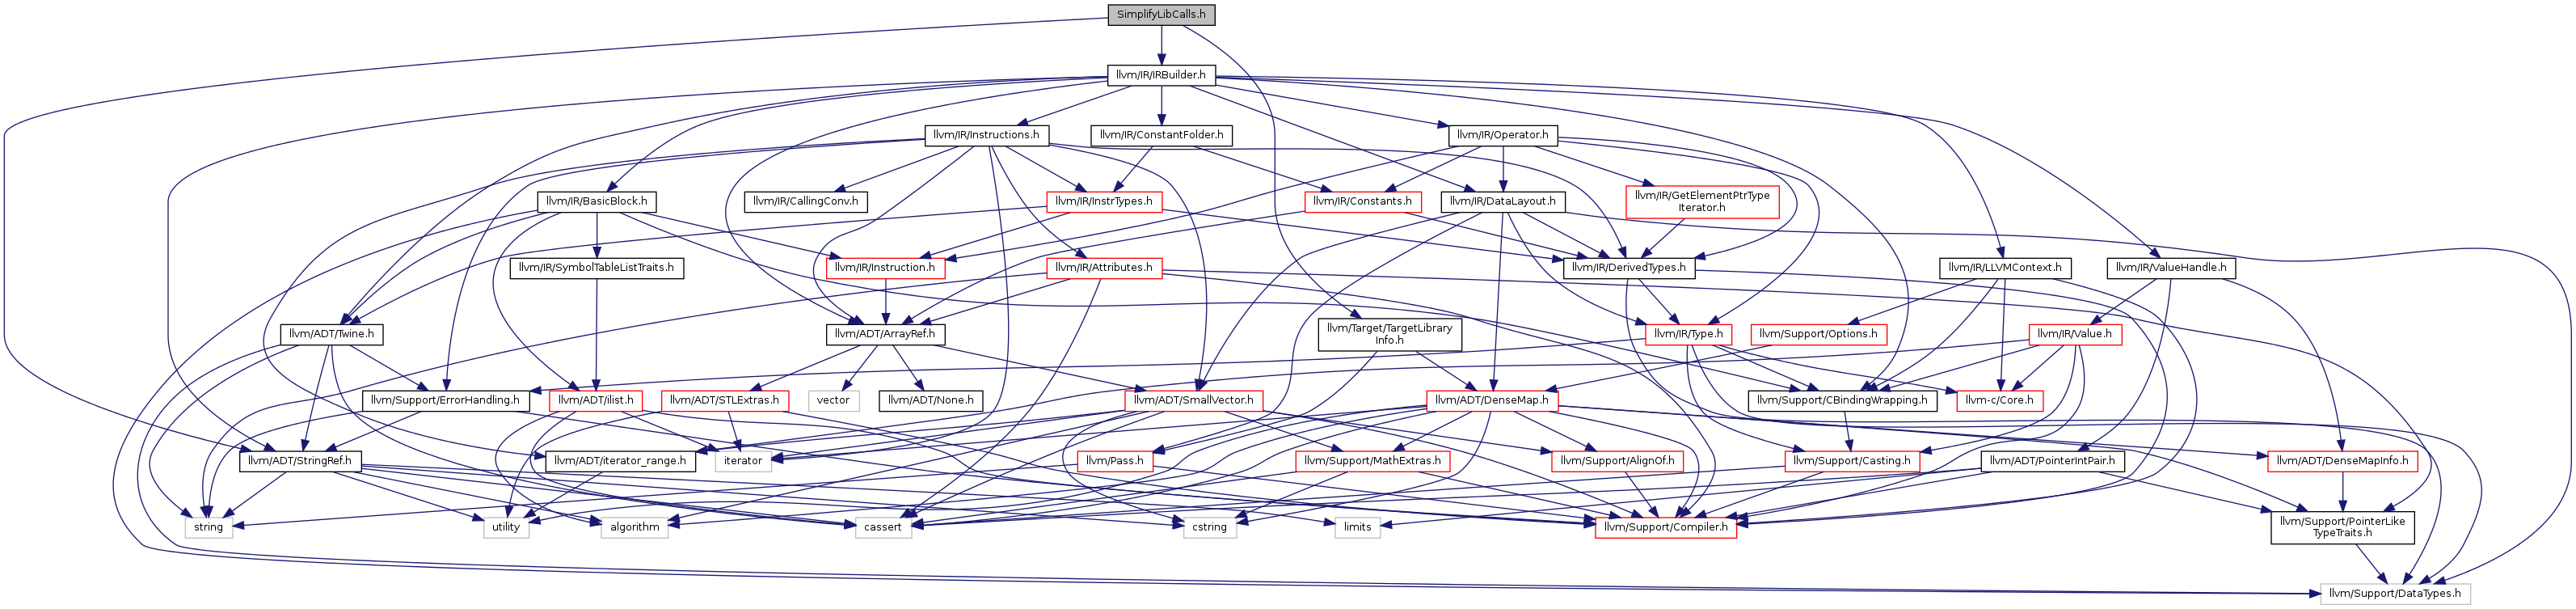 SimplifyLibCalls.h
llvm/IR/IRBuilder.h
llvm/IR/Instructions.h
llvm/IR/ConstantFolder.h
llvm/IR/Operator.h
llvm/IR/BasicBlock.h
llvm/IR/CallingConv.h
llvm/IR/InstrTypes.h
llvm/IR/Constants.h
llvm/IR/DataLayout.h
llvm/IR/GetElementPtrType
Iterator.h
llvm/IR/SymbolTableListTraits.h
llvm/IR/Instruction.h
llvm/IR/Attributes.h
llvm/IR/DerivedTypes.h
llvm/IR/LLVMContext.h
llvm/IR/ValueHandle.h
llvm/ADT/Twine.h
llvm/ADT/ArrayRef.h
llvm/Target/TargetLibrary
Info.h
llvm/IR/Type.h
llvm/Support/Options.h
llvm/IR/Value.h
llvm/Support/ErrorHandling.h
llvm/ADT/ilist.h
llvm/ADT/STLExtras.h
vector
llvm/ADT/None.h
llvm/ADT/SmallVector.h
llvm/ADT/DenseMap.h
llvm/Support/CBindingWrapping.h
llvm-c/Core.h
llvm/ADT/StringRef.h
llvm/ADT/iterator_range.h
iterator
llvm/Pass.h
llvm/Support/MathExtras.h
llvm/Support/AlignOf.h
llvm/Support/Casting.h
llvm/ADT/PointerIntPair.h
llvm/ADT/DenseMapInfo.h
string
utility
algorithm
cassert
cstring
limits
llvm/Support/Compiler.h
llvm/Support/PointerLike
TypeTraits.h
llvm/Support/DataTypes.h